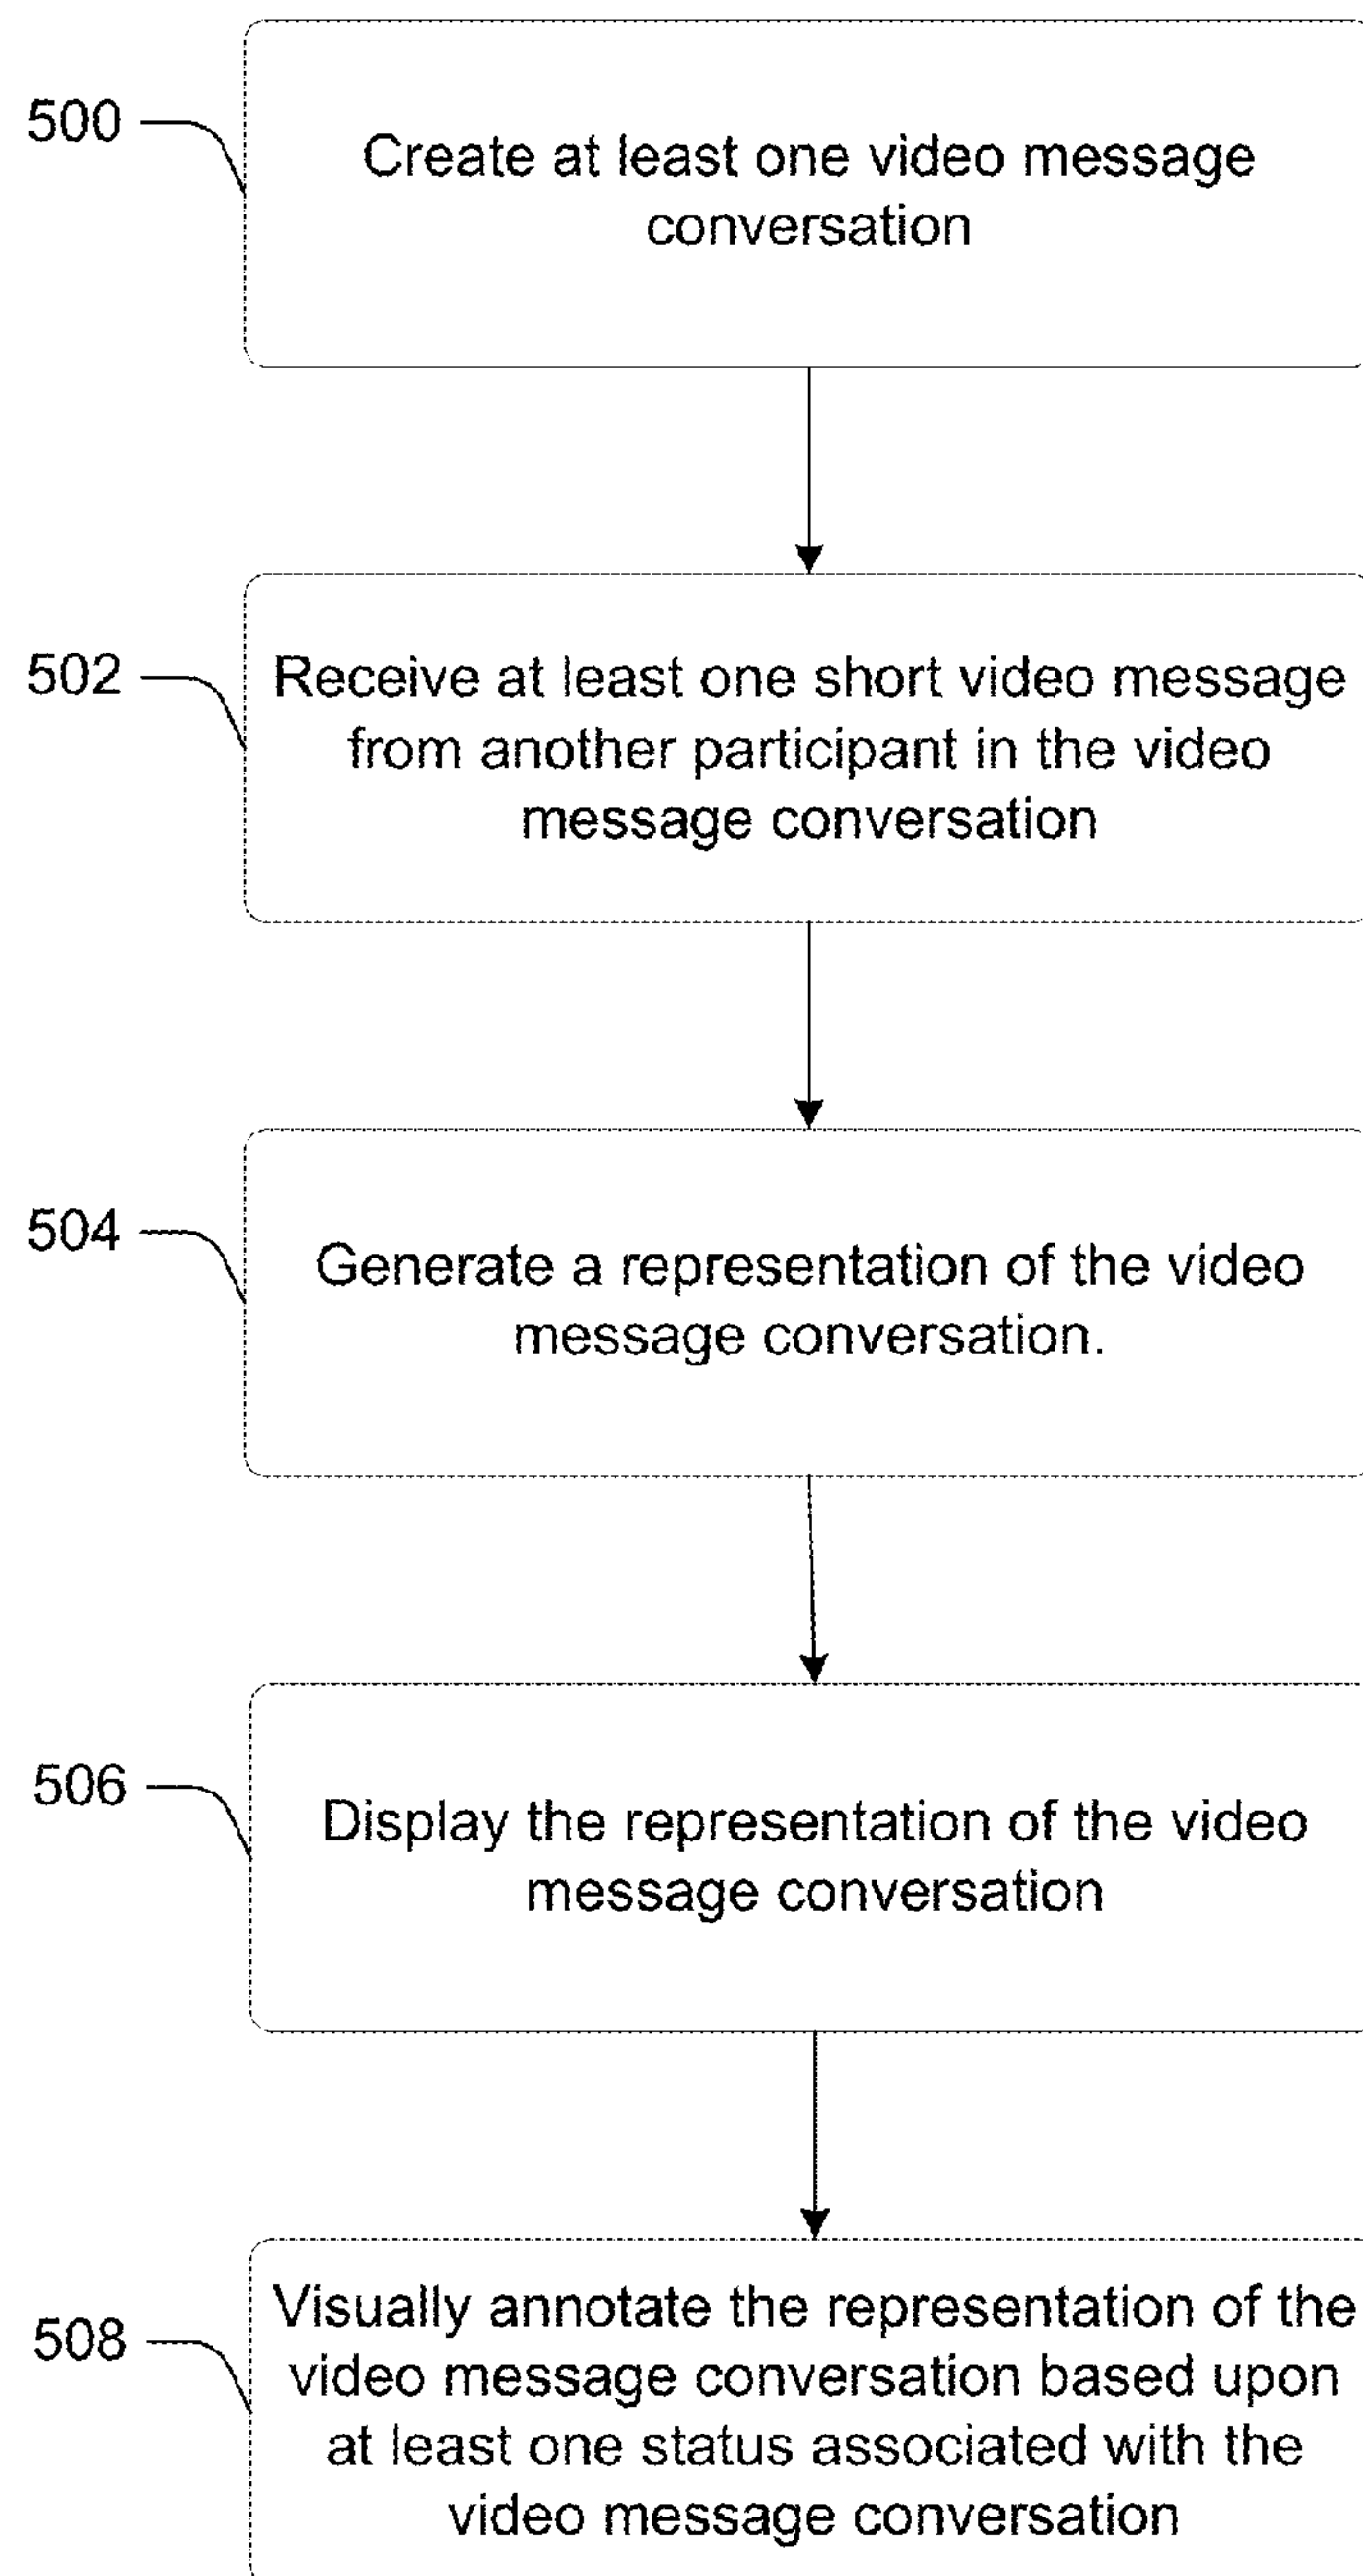 500
Create at least one video message
conversation
502
Receive at least one short video message
from another participant in the video
message conversation
504
Generate a representation of the video
message conversation.
506
Display the representation of the video
message conversation
508
Visually annotate the representation of the
video message conversation based upon
at least one status associated with the
video message conversation